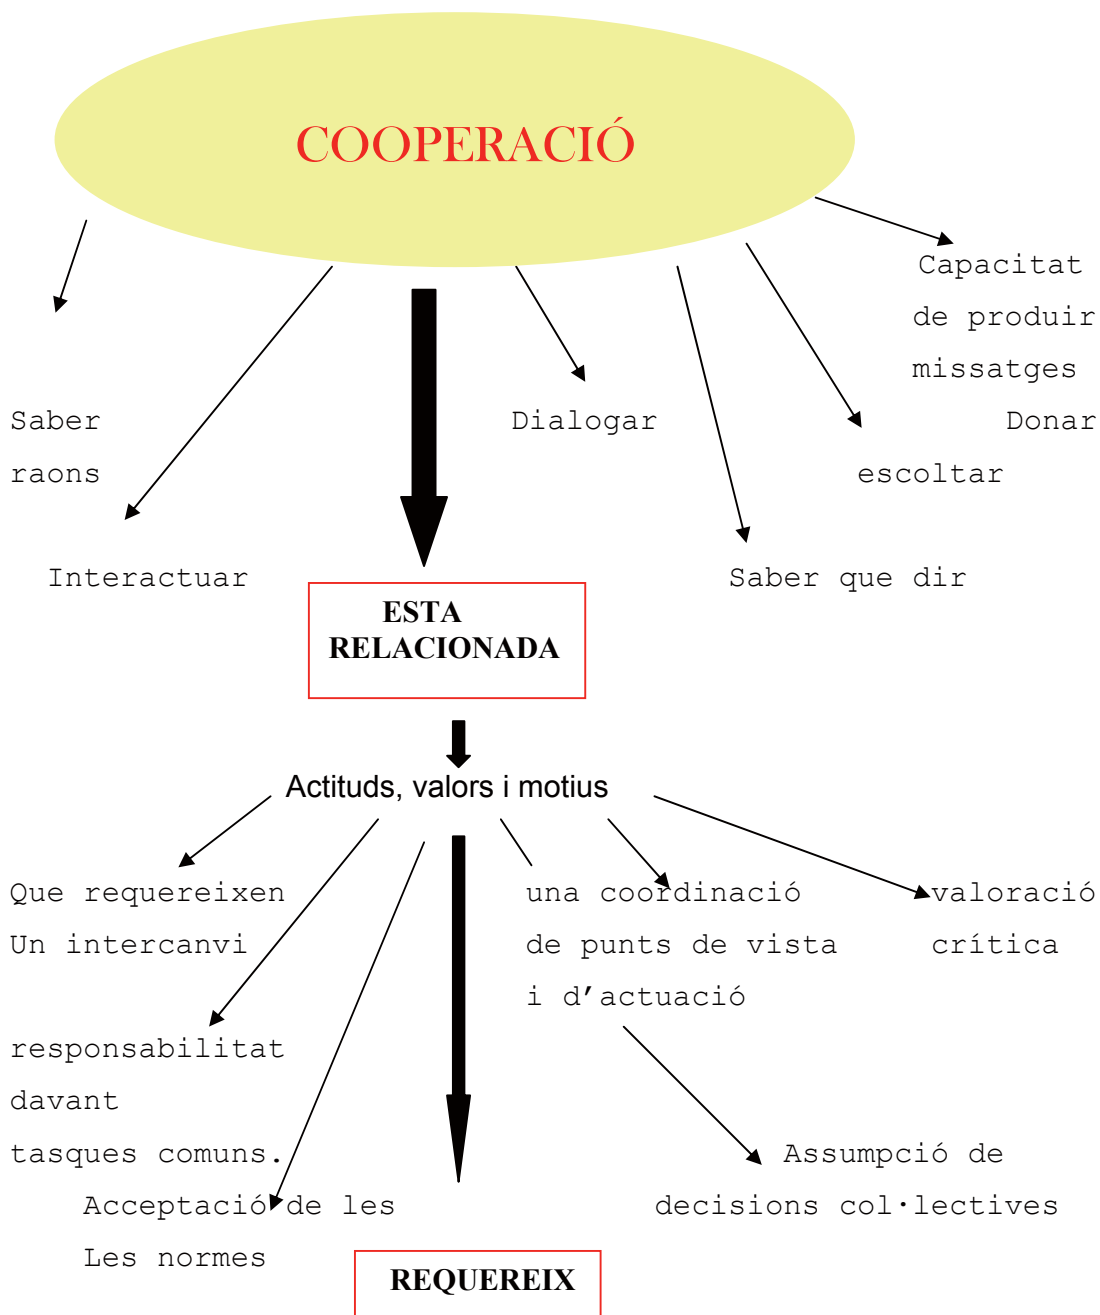 COOPERACIÓ
Capacitat
de produir
missatges
Saber
Dialogar
Donar
raons
escoltar
Interactuar
Saber que dir
ESTA
RELACIONADA
Actituds, valors i motius
Que requereixen
una coordinació
valoració
Un intercanvi
de punts de vista
crítica
i d’actuació
responsabilitat
davant
tasques comuns.
Assumpció de
Acceptació de les
decisions col·lectives
Les normes
REQUEREIX